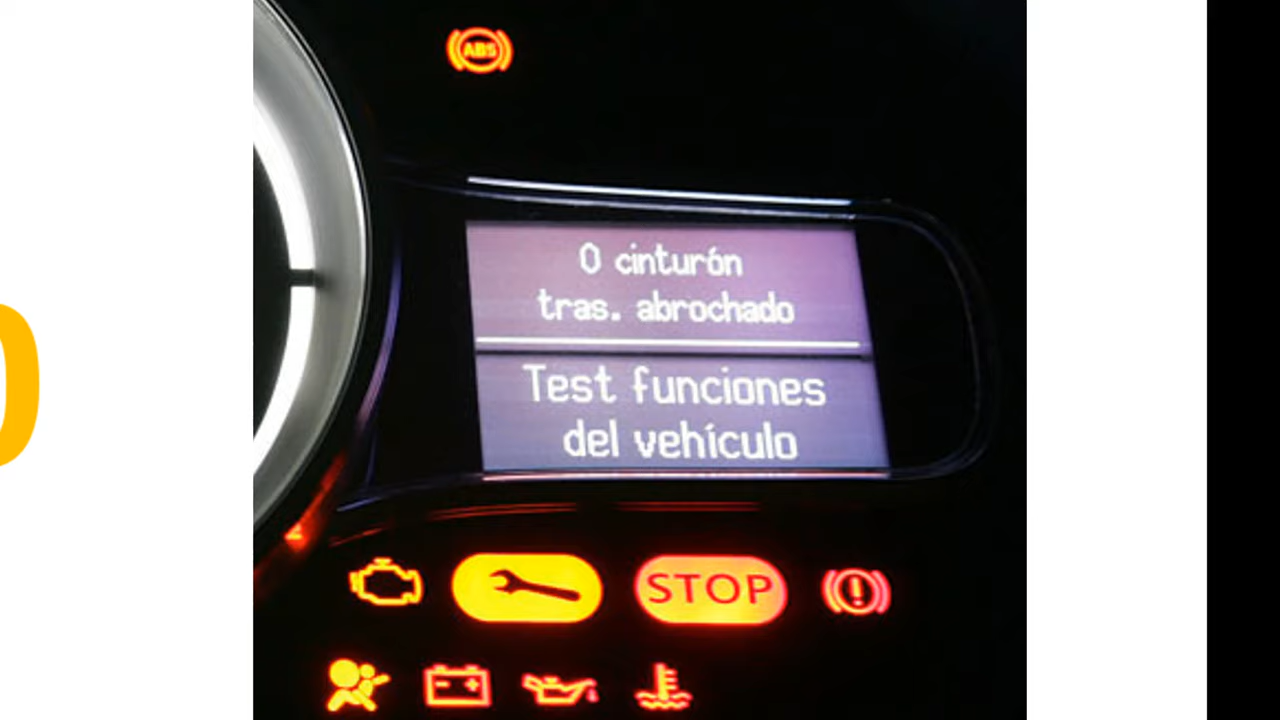 ABS
0 cinturón
tras. abrochado
Test funciones
del vehículo
STOP